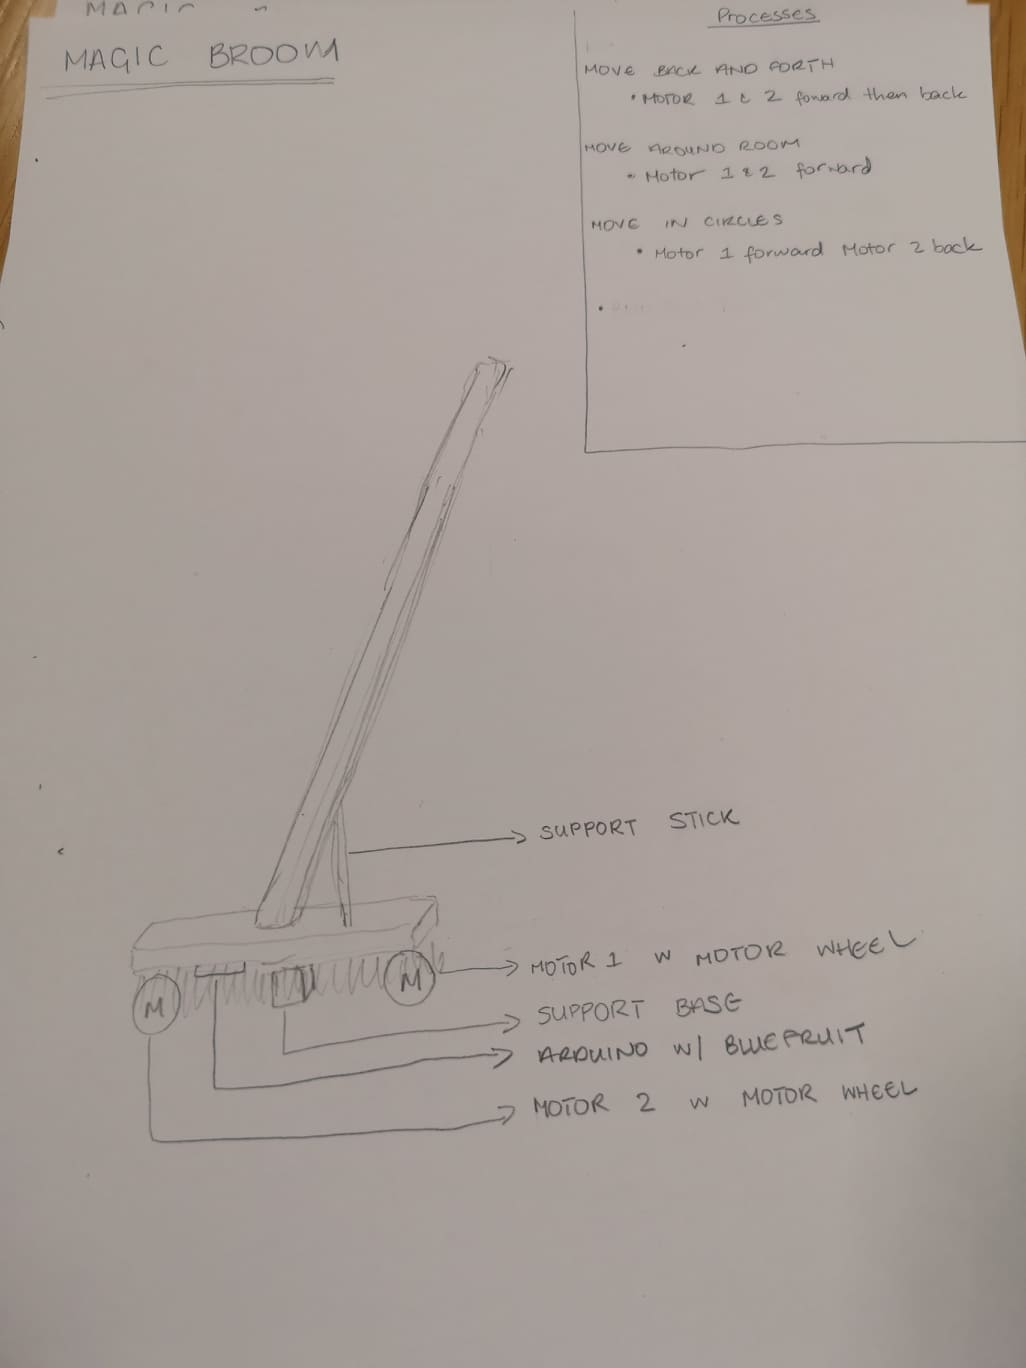 MAGIC
MAGIC BROOM
Processes
MOVE BACK AND FORTH
• MOTOR 1 & 2 foward then back
MOVE AROUND ROOM
• Motor 1 & 2 forward
MOVE IN CIRCLES
• Motor 1 forward Motor 2 back
SUPPORT STICK
MOTOR 1 W MOTOR WHEEL
SUPPORT BASE
ARDUINO W/ BLUEFRUIT
MOTOR 2 W MOTOR WHEEL
M
M